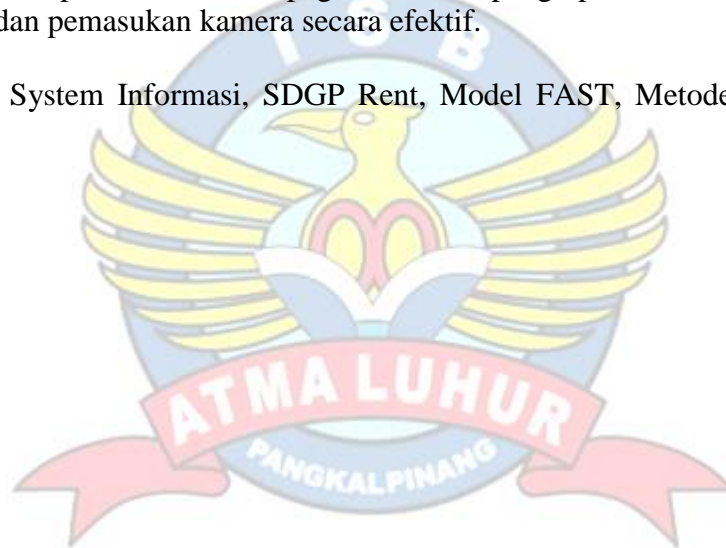 dan pemasukan kamera secara efektif.
System Informasi, SDGP Rent, Model FAST, Metode
I S B
ATMA LUHUR
PANGKALPINANG